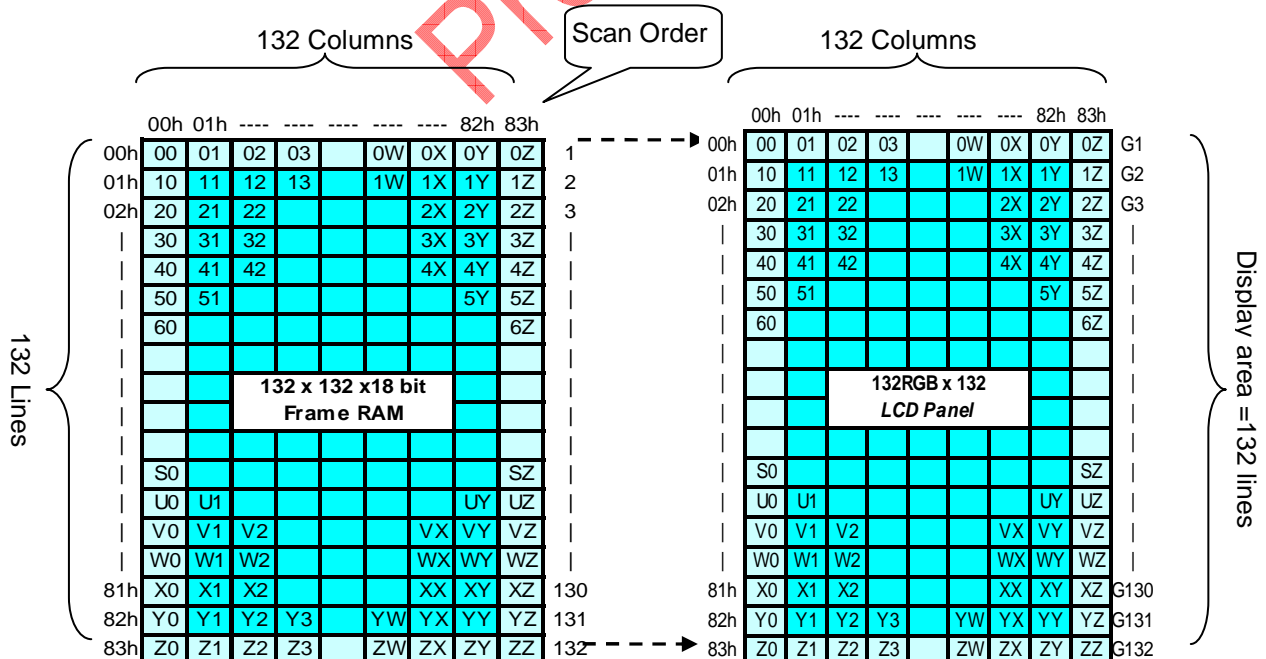 132 Columns Scan Order 132 Columns
00h 01h ---- ---- ---- ---- ---- 82h 83h 00h 01h ---- ---- ---- ---- ---- 82h 83h
00h 00 01 02 03 0W 0X 0Y 0Z 1 00h 00 01 02 03 0W 0X 0Y 0Z G1
01h 10 11 12 13 1W 1X 1Y 1Z 2 01h 10 11 12 13 1W 1X 1Y 1Z G2
02h 20 21 22 2X 2Y 2Z 3 02h 20 21 22 2X 2Y 2Z G3
30 31 32 3X 3Y 3Z 30 31 32 3X 3Y 3Z
40 41 42 4X 4Y 4Z 40 41 42 4X 4Y 4Z
50 51 5Y 5Z 50 51 5Y 5Z
60 6Z 60 6Z
132 x 132 x18 bit 132RGB x 132
Frame RAM LCD Panel
132 Lines Display area =132 lines
S0 SZ S0 SZ
U0 U1 UY UZ U0 U1 UY UZ
V0 V1 V2 VX VY VZ V0 V1 V2 VX VY VZ
W0 W1 W2 WX WY WZ W0 W1 W2 WX WY WZ
81h X0 X1 X2 XX XY XZ 130 81h X0 X1 X2 XX XY XZ G130
82h Y0 Y1 Y2 Y3 YW YX YY YZ 131 82h Y0 Y1 Y2 Y3 YW YX YY YZ G131
83h Z0 Z1 Z2 Z3 ZW ZX ZY ZZ 132 83h Z0 Z1 Z2 Z3 ZW ZX ZY ZZ G132